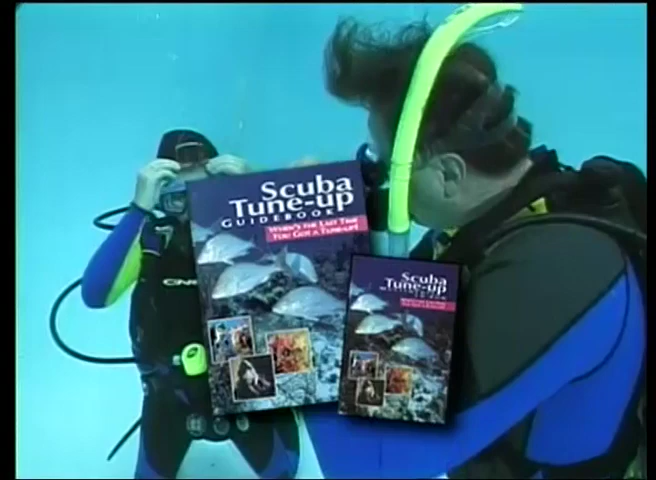 Scuba
Tune-up
GUIDEBOOK
WHEN'S THE LAST TIME
YOU GOT A TUNE-UP?
Scuba
Tune-up